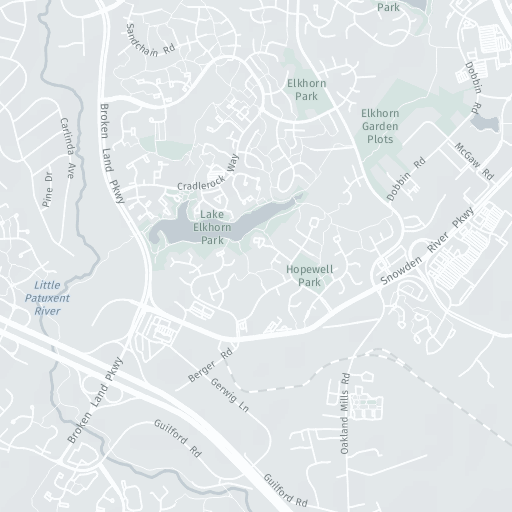 Park
Sandchain Rd
Dobbin Rd
Elkhorn
Park
Elkhorn
Garden
Plots
Carlinda Ave
Broken Land Pkwy
McGaw Rd
Pine Dr
Cradlerock Way
Dobbin Rd
Lake
Elkhorn
Park
Snowden River Pkwy
Hopewell
Park
Little
Patuxent
River
Berger Rd
Gerwig Ln
Broken Land Pkwy
Oakland Mills Rd
Guilford Rd
Guilford Rd